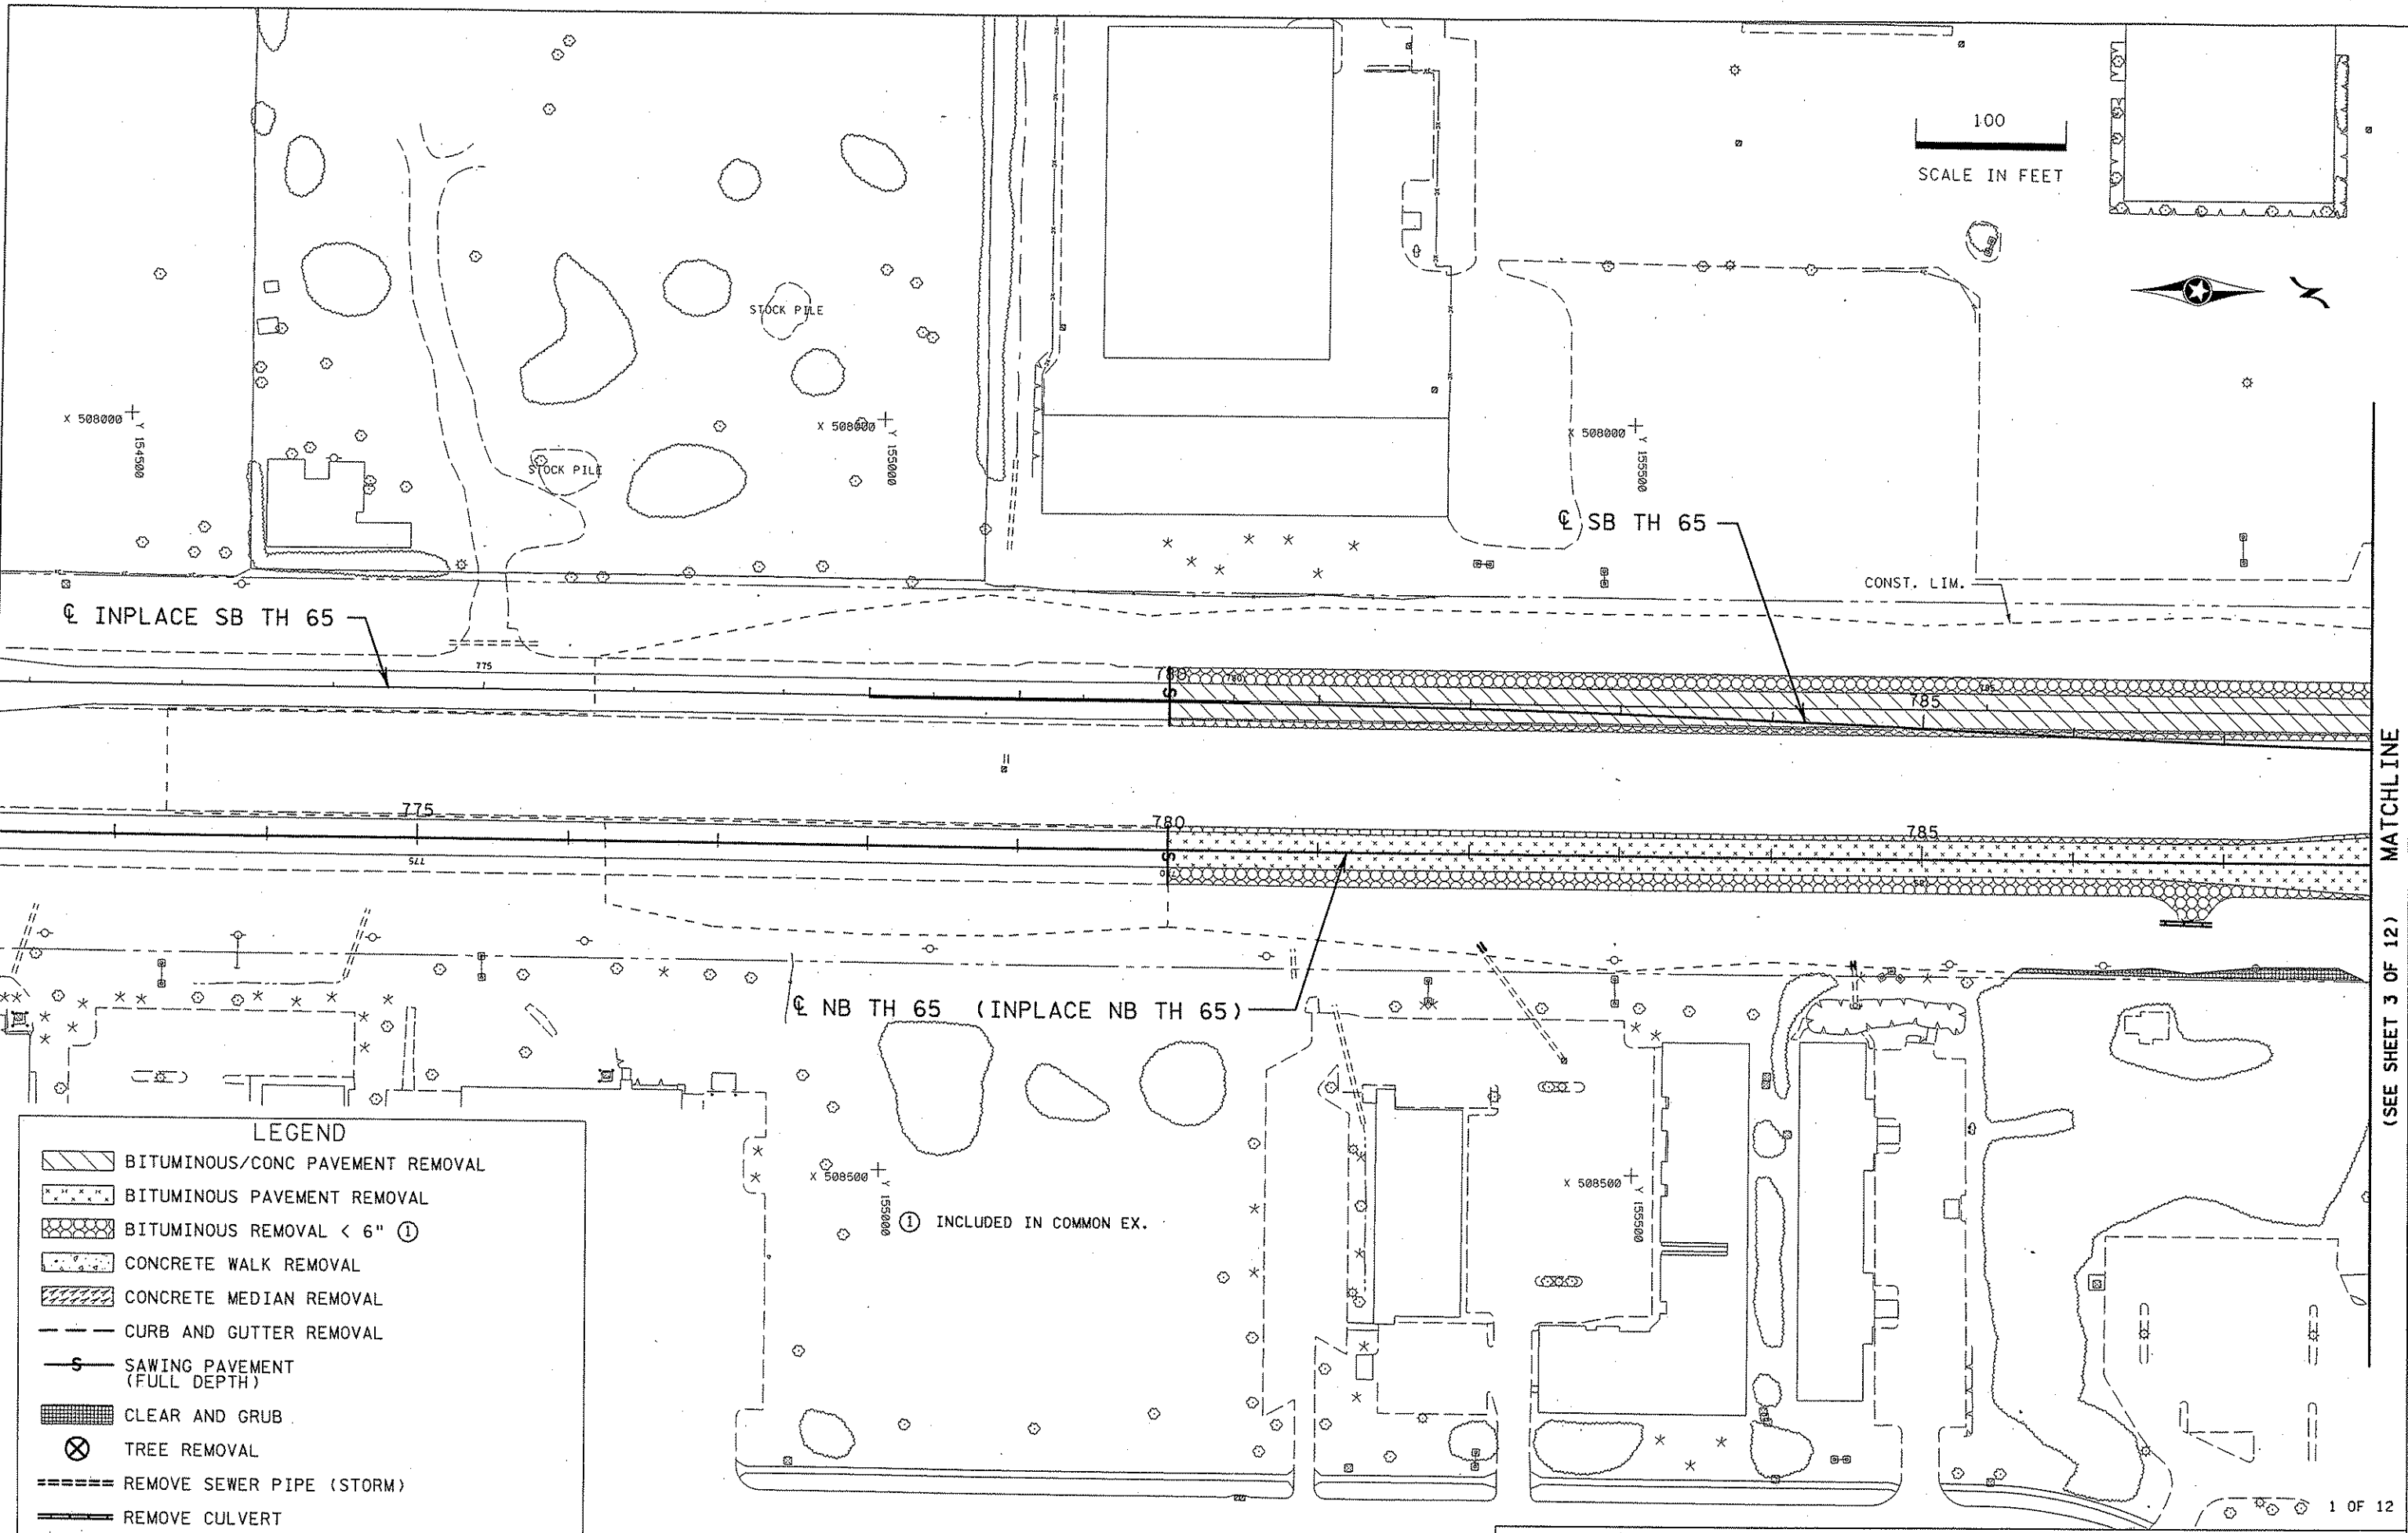 100
SCALE IN FEET
N
STOCK PILE
X 508000
Y 154500
X 508000
Y 155000
X 508000
Y 155500
STOCK PILE
℄ SB TH 65
CONST. LIM.
℄ INPLACE SB TH 65
775
780
780
S
785
785
MATCHLINE
(SEE SHEET 3 OF 12)
775
780
785
775
S
785
℄ NB TH 65 (INPLACE NB TH 65)
X 508500
Y 155000
X 508500
Y 155500
① INCLUDED IN COMMON EX.
LEGEND
BITUMINOUS/CONC PAVEMENT REMOVAL
BITUMINOUS PAVEMENT REMOVAL
BITUMINOUS REMOVAL < 6" ①
CONCRETE WALK REMOVAL
CONCRETE MEDIAN REMOVAL
CURB AND GUTTER REMOVAL
S SAWING PAVEMENT
(FULL DEPTH)
CLEAR AND GRUB
TREE REMOVAL
REMOVE SEWER PIPE (STORM)
REMOVE CULVERT
1 OF 12